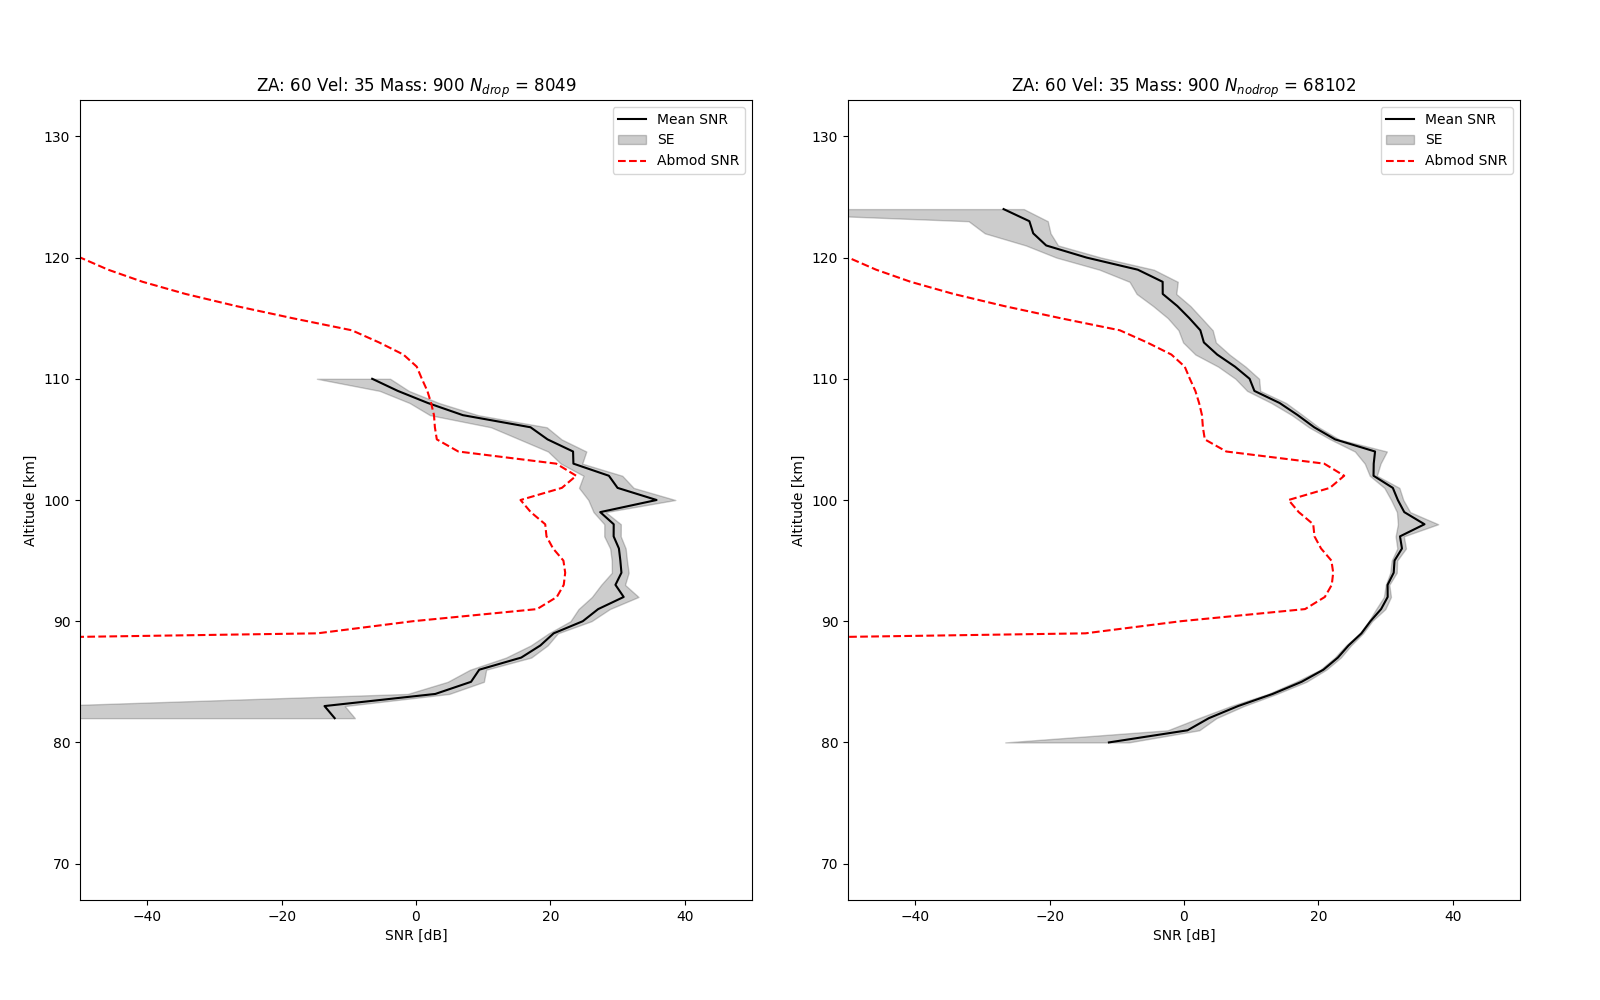 ZA: 60 Vel: 35 Mass: 900 N_drop = 8049
Mean SNR
SE
Abmod SNR
130
120
110
100
90
80
70
Altitude [km]
−40
−20
0
20
40
SNR [dB]
ZA: 60 Vel: 35 Mass: 900 N_nodrop = 68102
Mean SNR
SE
Abmod SNR
130
120
110
100
90
80
70
Altitude [km]
−40
−20
0
20
40
SNR [dB]